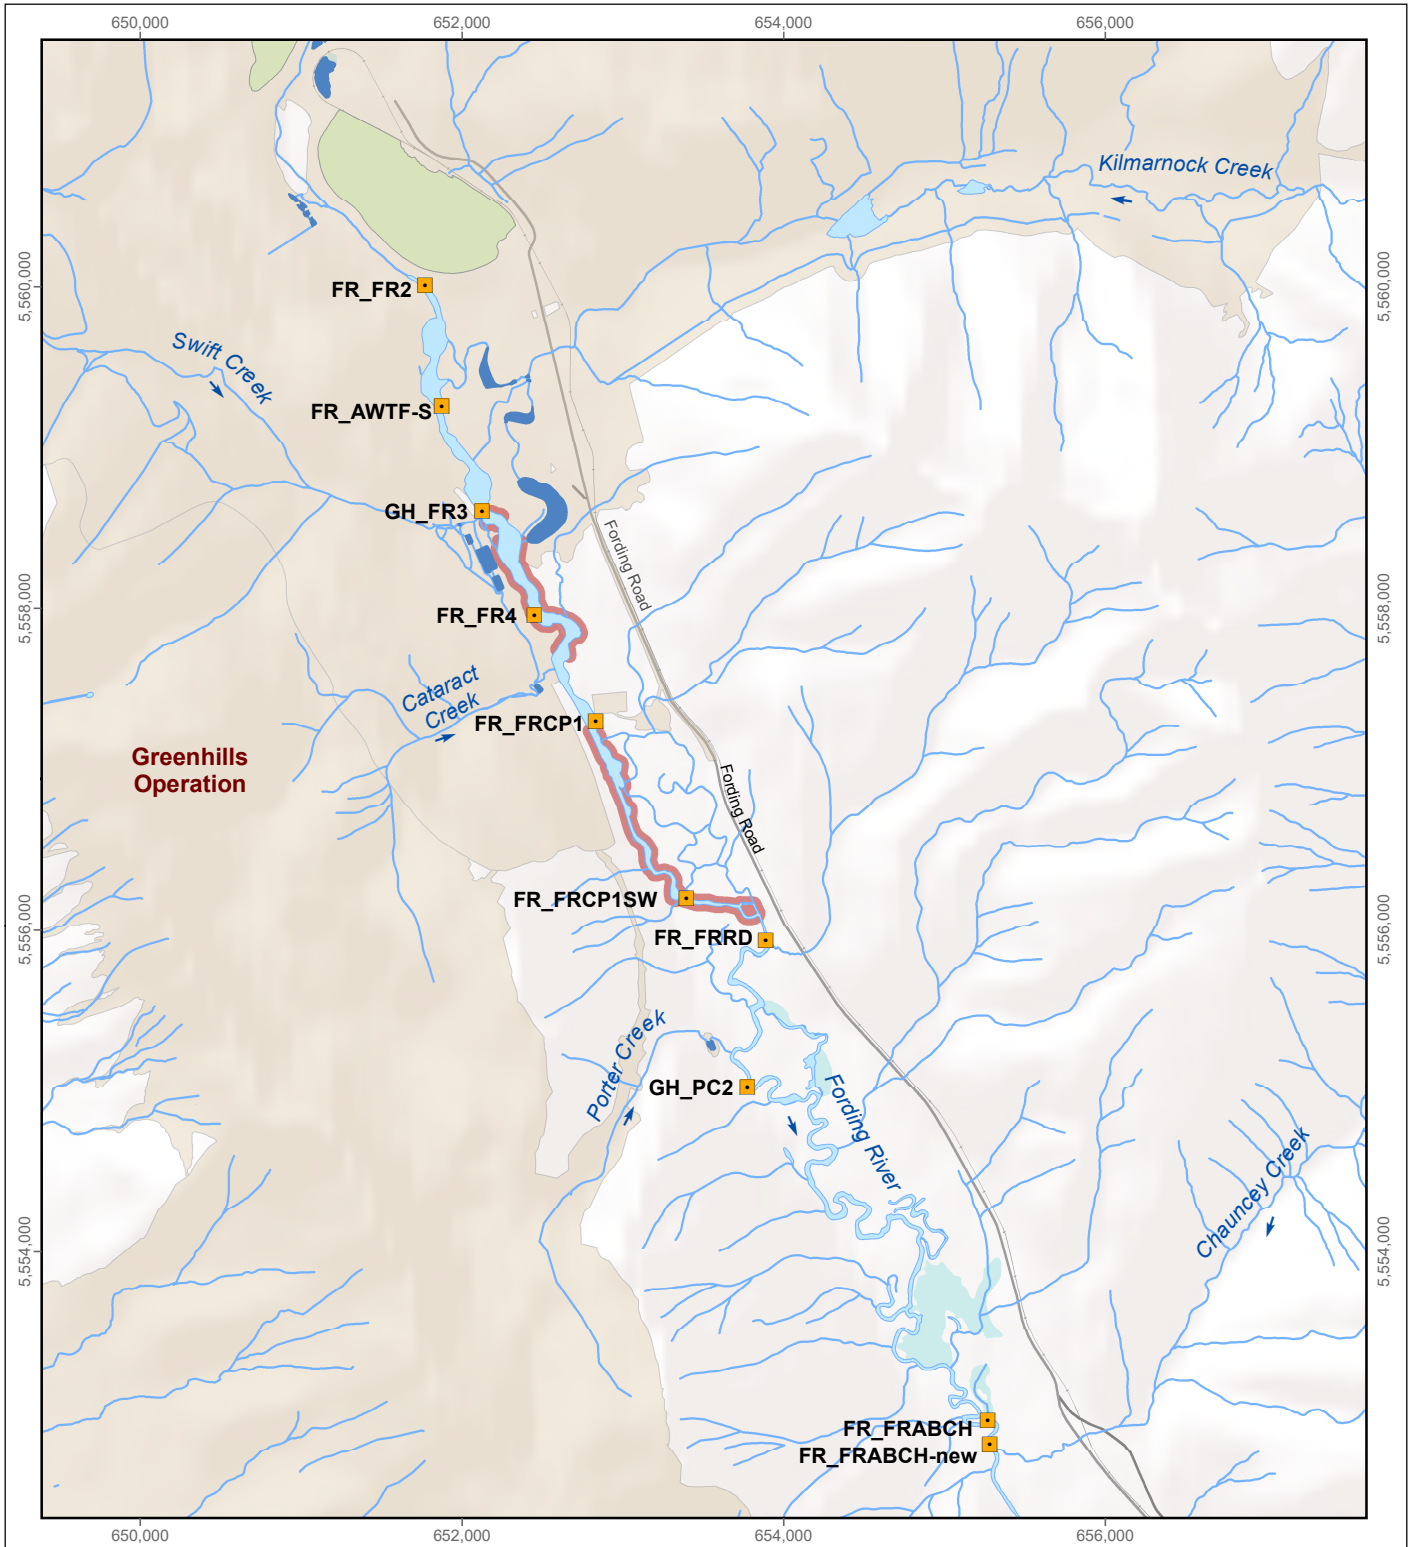 650,000
652,000
654,000
656,000
Kilmarnock Creek
5,560,000
5,560,000
FR_FR2
Swift Creek
FR_AWTF-S
GH_FR3
Fording Road
5,558,000
5,558,000
FR_FR4
Cataract
Creek
FR_FRCP1
Greenhills
Operation
Fording Road
FR_FRCP1SW
5,556,000
5,556,000
FR_FRRD
Porter Creek
GH_PC2
Fording River
Chauncey Creek
5,554,000
5,554,000
FR_FRABCH
FR_FRABCH-new
650,000
652,000
654,000
656,000